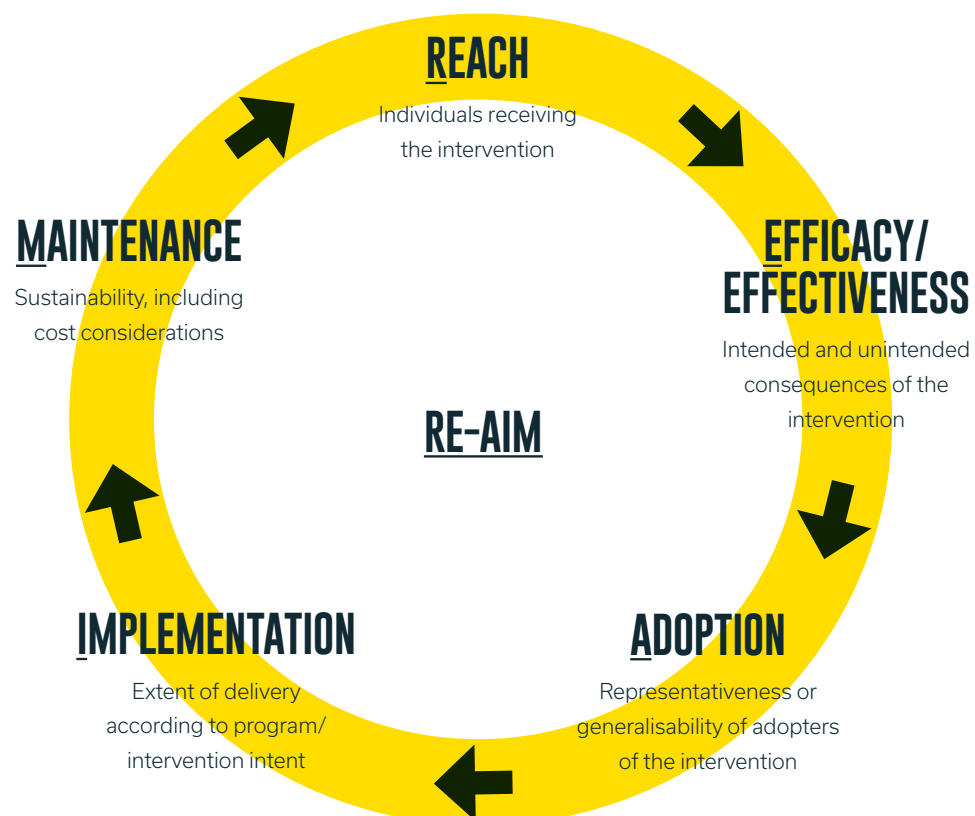 REACH
Individuals receiving
the intervention
EFFICACY/
EFFECTIVENESS
Intended and unintended
consequences of the
intervention
ADOPTION
Representativeness or
generalisability of adopters
of the intervention
IMPLEMENTATION
Extent of delivery
according to program/
intervention intent
MAINTENANCE
Sustainability, including
cost considerations
RE-AIM